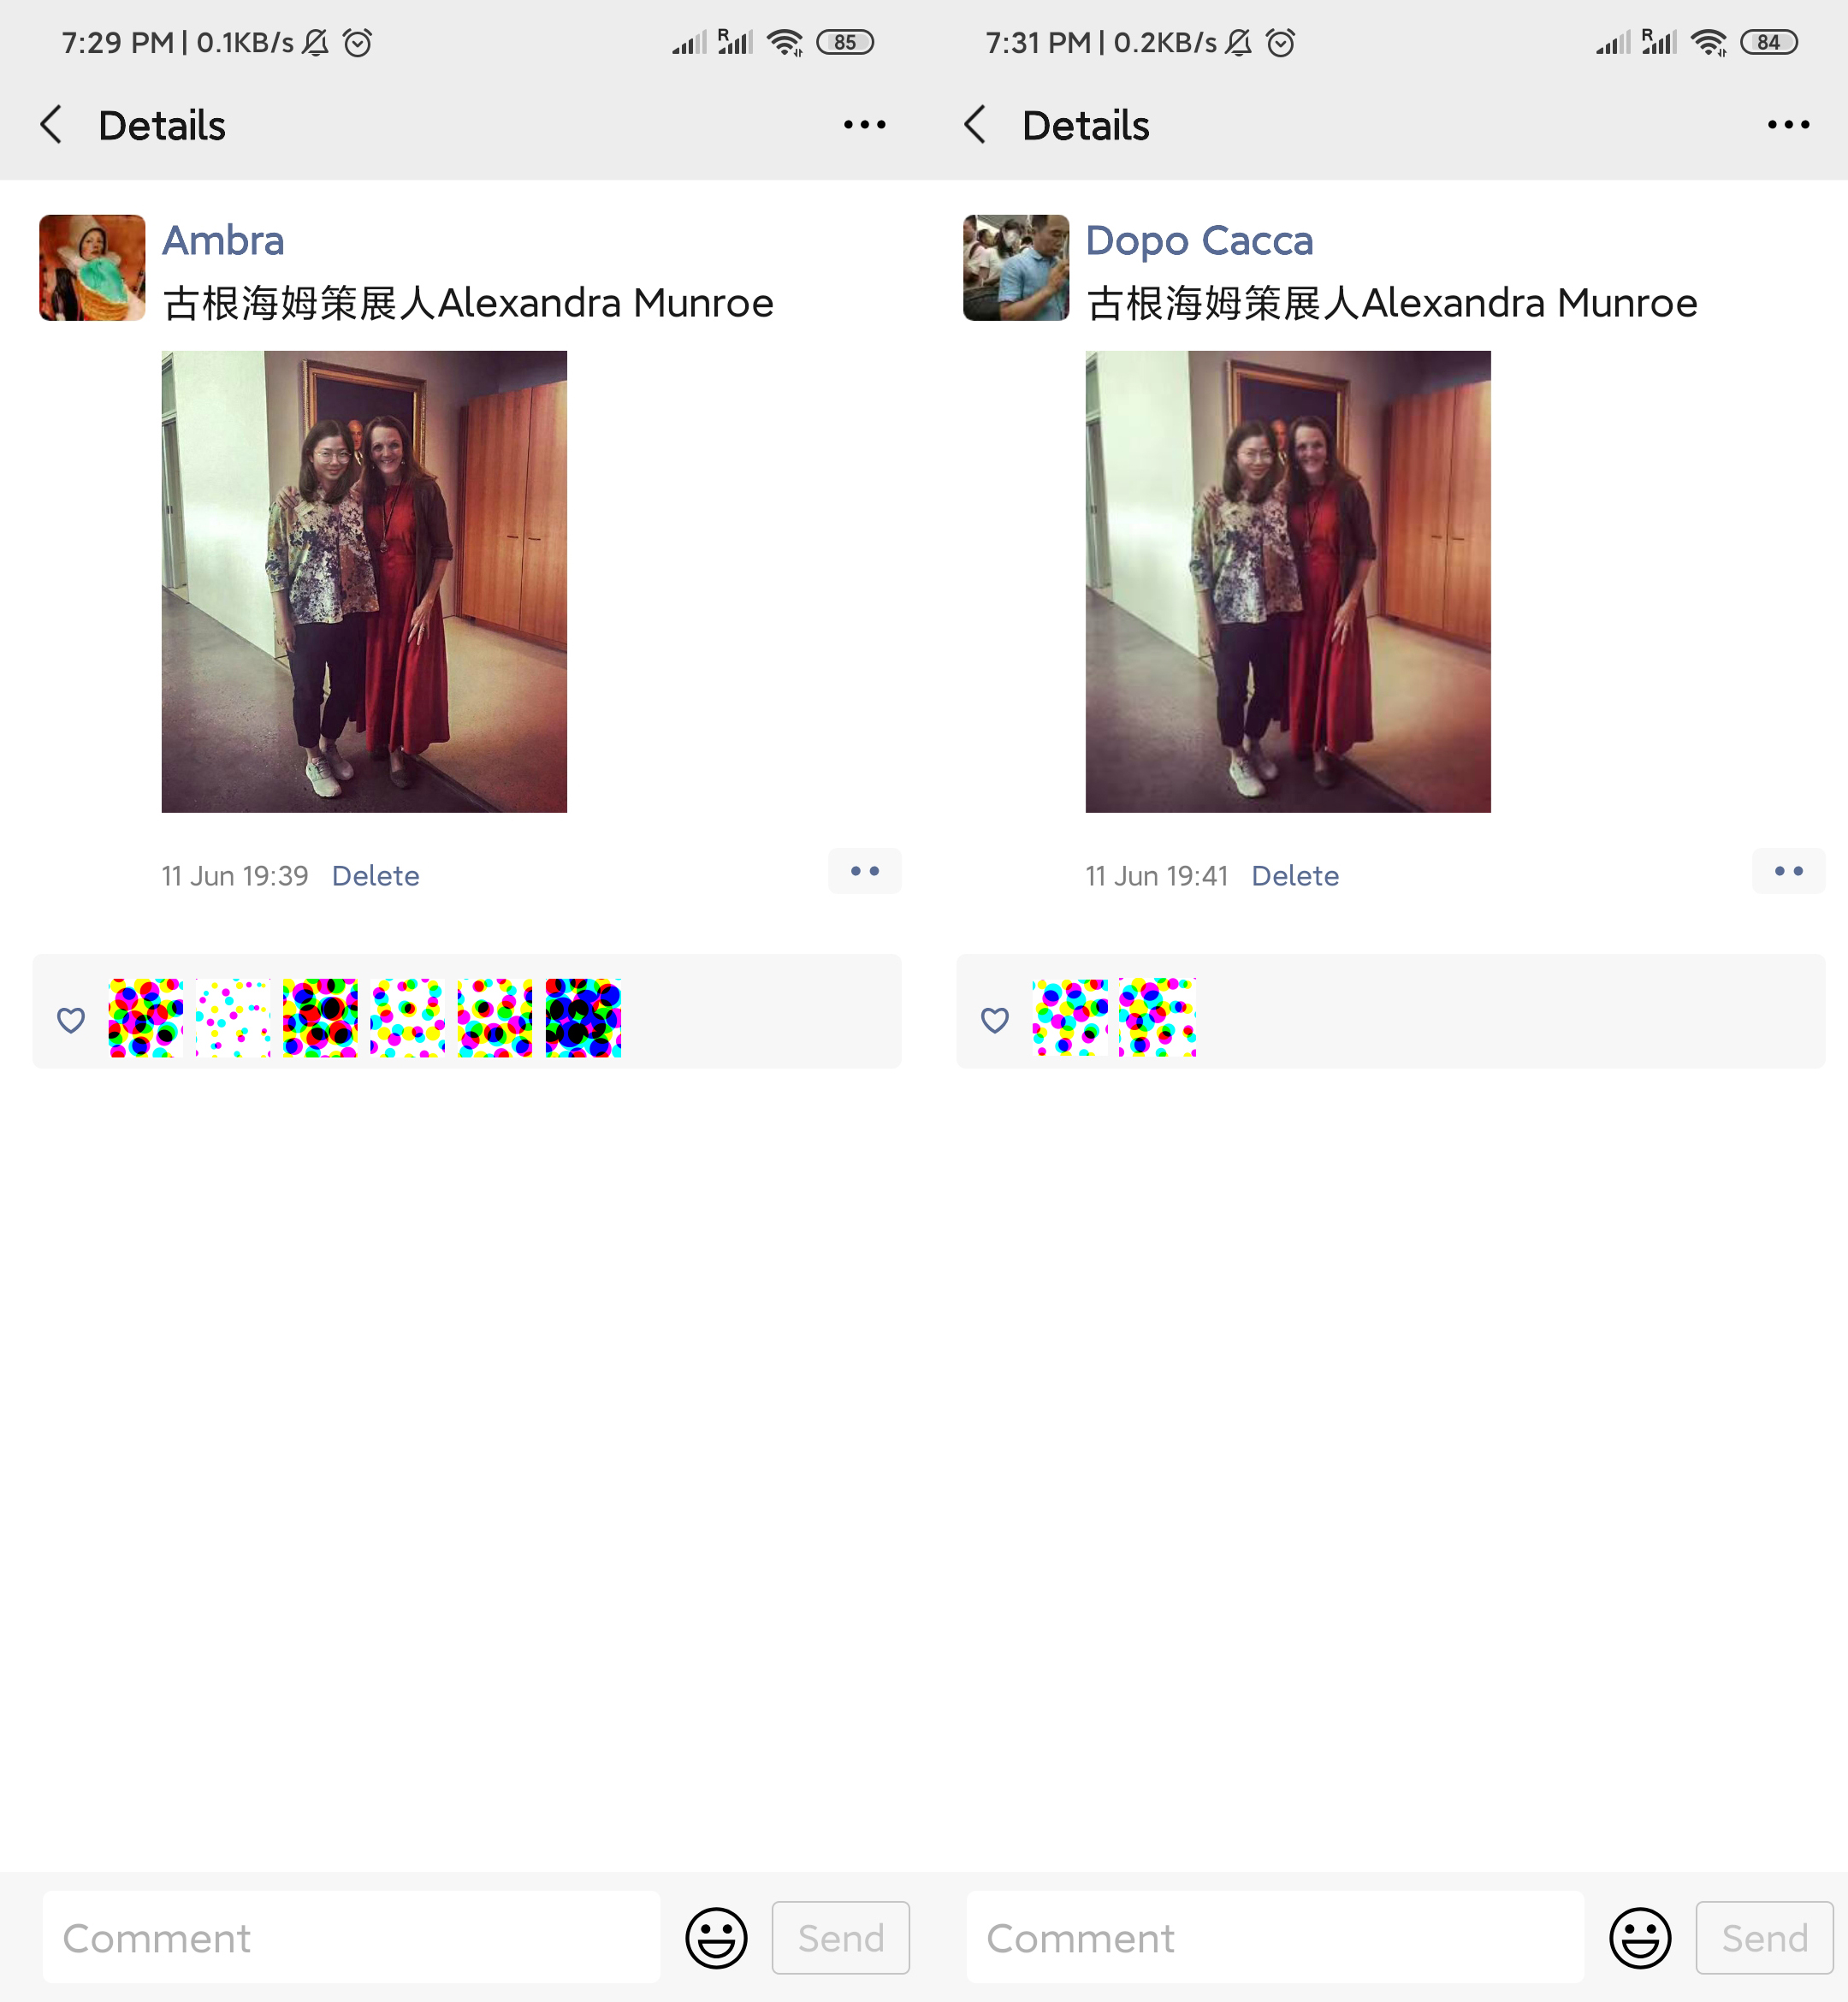 7:29 PM | 0.1KB/s
R
85
Details
Ambra
古根海姆策展人Alexandra Munroe
11 Jun 19:39 Delete
Comment
Send
7:31 PM | 0.2KB/s
R
84
Details
Dopo Cacca
古根海姆策展人Alexandra Munroe
11 Jun 19:41 Delete
Comment
Send